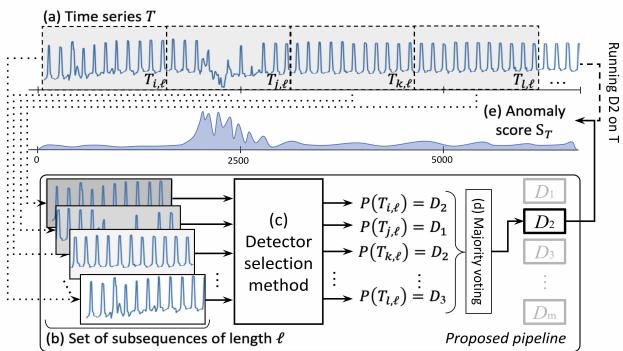 (a) Time series T
T_{i,ℓ} T_{j,ℓ} T_{k,ℓ} T_{l,ℓ} ...
Running D2 on T
(e) Anomaly
score S_T
0 2500 5000
(c)
Detector
selection
method
P(T_{i,ℓ}) = D_2
P(T_{j,ℓ}) = D_1
P(T_{k,ℓ}) = D_2
⋮
P(T_{l,ℓ}) = D_3
(d) Majority
voting
D_1
D_2
D_3
⋮
D_m
(b) Set of subsequences of length ℓ
Proposed pipeline